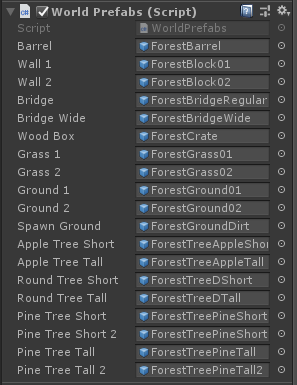 World Prefabs (Script)
Script WorldPrefabs
Barrel ForestBarrel
Wall 1 ForestBlock01
Wall 2 ForestBlock02
Bridge ForestBridgeRegular
Bridge Wide ForestBridgeWide
Wood Box ForestCrate
Grass 1 ForestGrass01
Grass 2 ForestGrass02
Ground 1 ForestGround01
Ground 2 ForestGround02
Spawn Ground ForestGroundDirt
Apple Tree Short ForestTreeAppleShor
Apple Tree Tall ForestTreeAppleTall
Round Tree Short ForestTreeDShort
Round Tree Tall ForestTreeDTall
Pine Tree Short ForestTreePineShort
Pine Tree Short 2 ForestTreePineShort
Pine Tree Tall ForestTreePineTall
Pine Tree Tall 2 ForestTreePineTall2